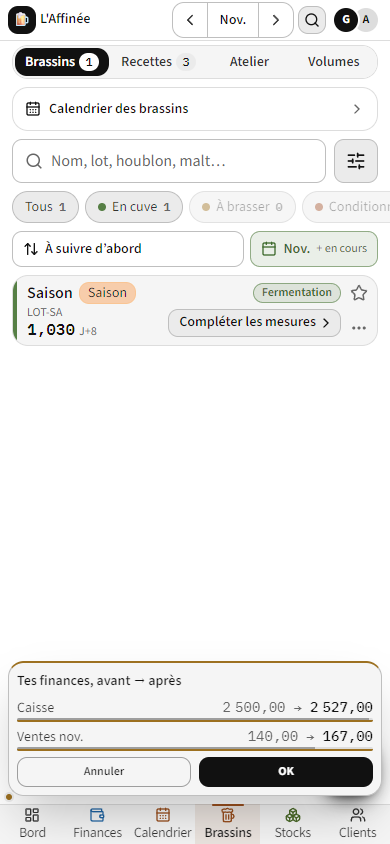 L'Affinée
Nov.
G
A
Brassins 1
Recettes 3
Atelier
Volumes
Calendrier des brassins
Nom, lot, houblon, malt…
Tous 1
En cuve 1
À brasser 0
Conditionn
À suivre d'abord
Nov. + en cours
Saison Saison
Fermentation
LOT-SA
1,030 J+8
Compléter les mesures
Tes finances, avant → après
Caisse 2 500,00 → 2 527,00
Ventes nov. 140,00 → 167,00
Annuler
OK
Bord
Finances
Calendrier
Brassins
Stocks
Clients